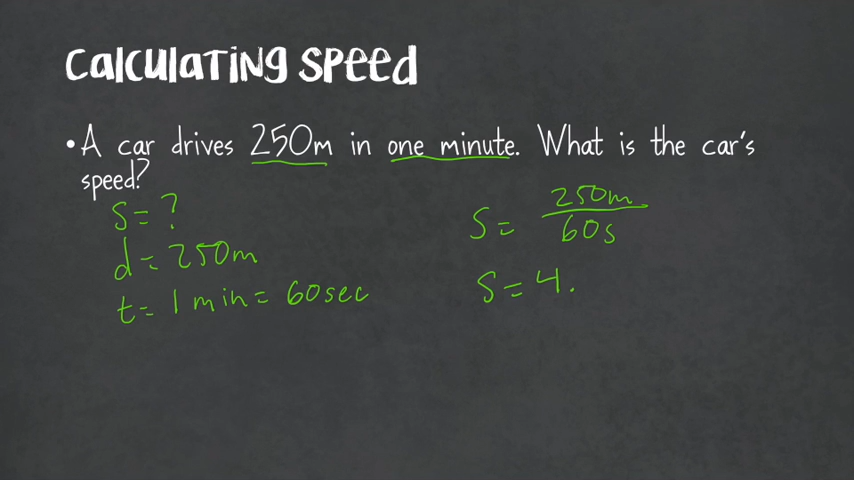 Calculating Speed
•A car drives 250m in one minute. What is the car's
speed?
s = ?
d = 250m
t = 1 min = 60sec
s = 250m
60s
s = 4.